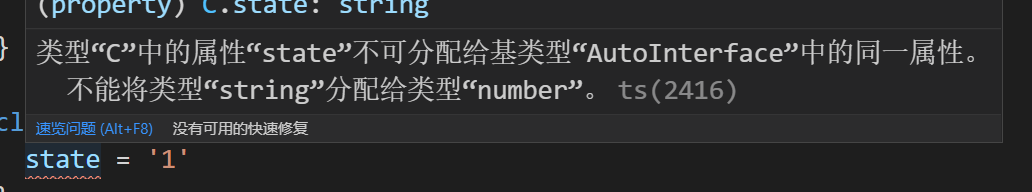 (property) C.state: string
}
类型“C”中的属性“state”不可分配给基类型“AutoInterface”中的同一属性。
不能将类型“string”分配给类型“number”。 ts(2416)
cl
速览问题 (Alt+F8) 没有可用的快速修复
state = '1'